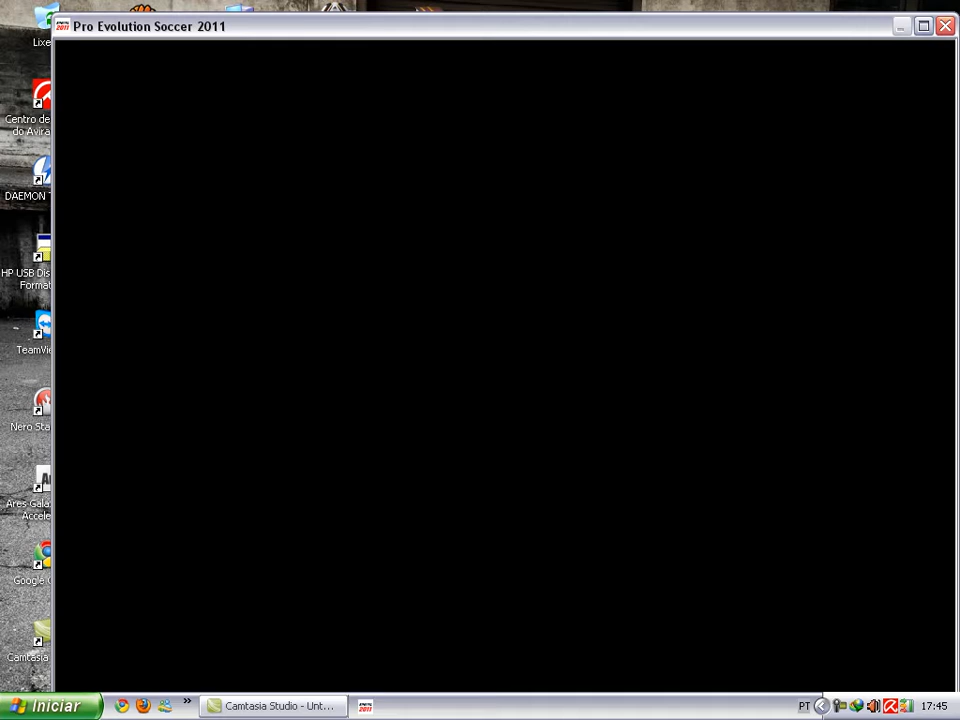 Pro Evolution Soccer 2011
Lixe
Centro de
do Avira
DAEMON T
HP USB Dis
Format
TeamVie
Nero Sta
Ares Gala
Accele
Google C
Camtasia
Iniciar
Camtasia Studio - Unt...
PT
17:45